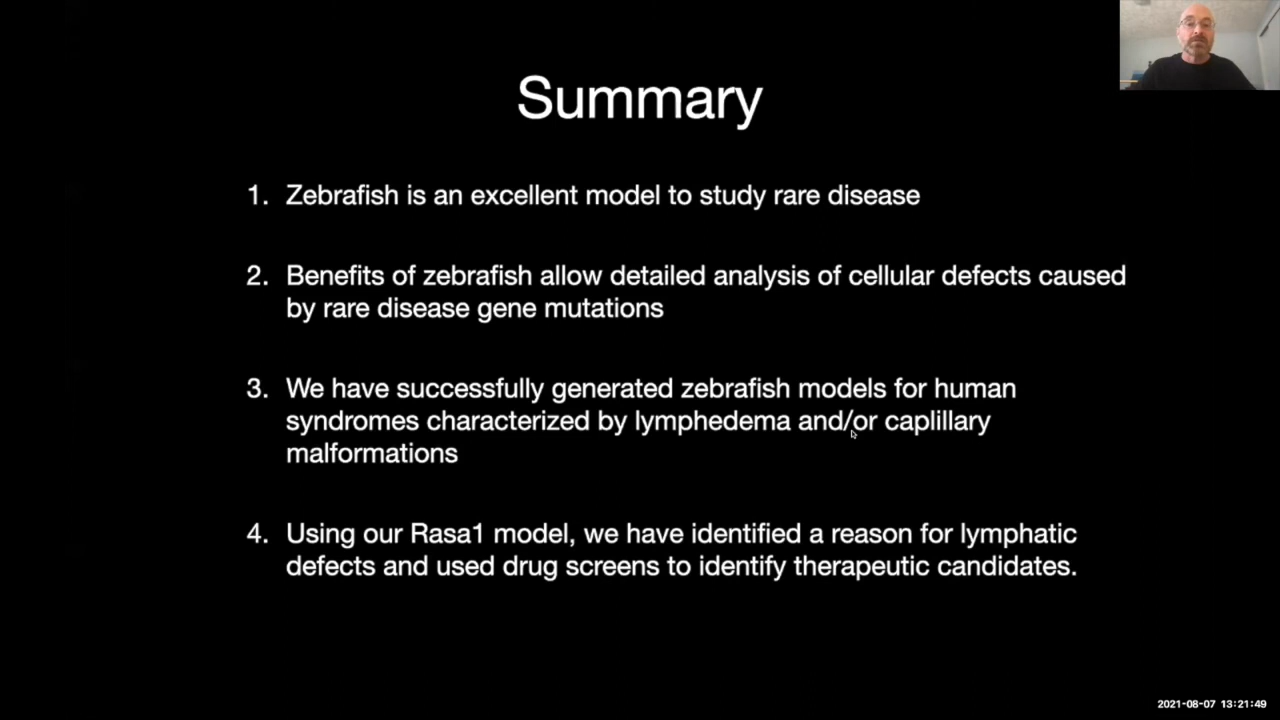 Summary
1. Zebrafish is an excellent model to study rare disease
2. Benefits of zebrafish allow detailed analysis of cellular defects caused
by rare disease gene mutations
3. We have successfully generated zebrafish models for human
syndromes characterized by lymphedema and/or caplillary
malformations
4. Using our Rasa1 model, we have identified a reason for lymphatic
defects and used drug screens to identify therapeutic candidates.
2021-08-07 13:21:49